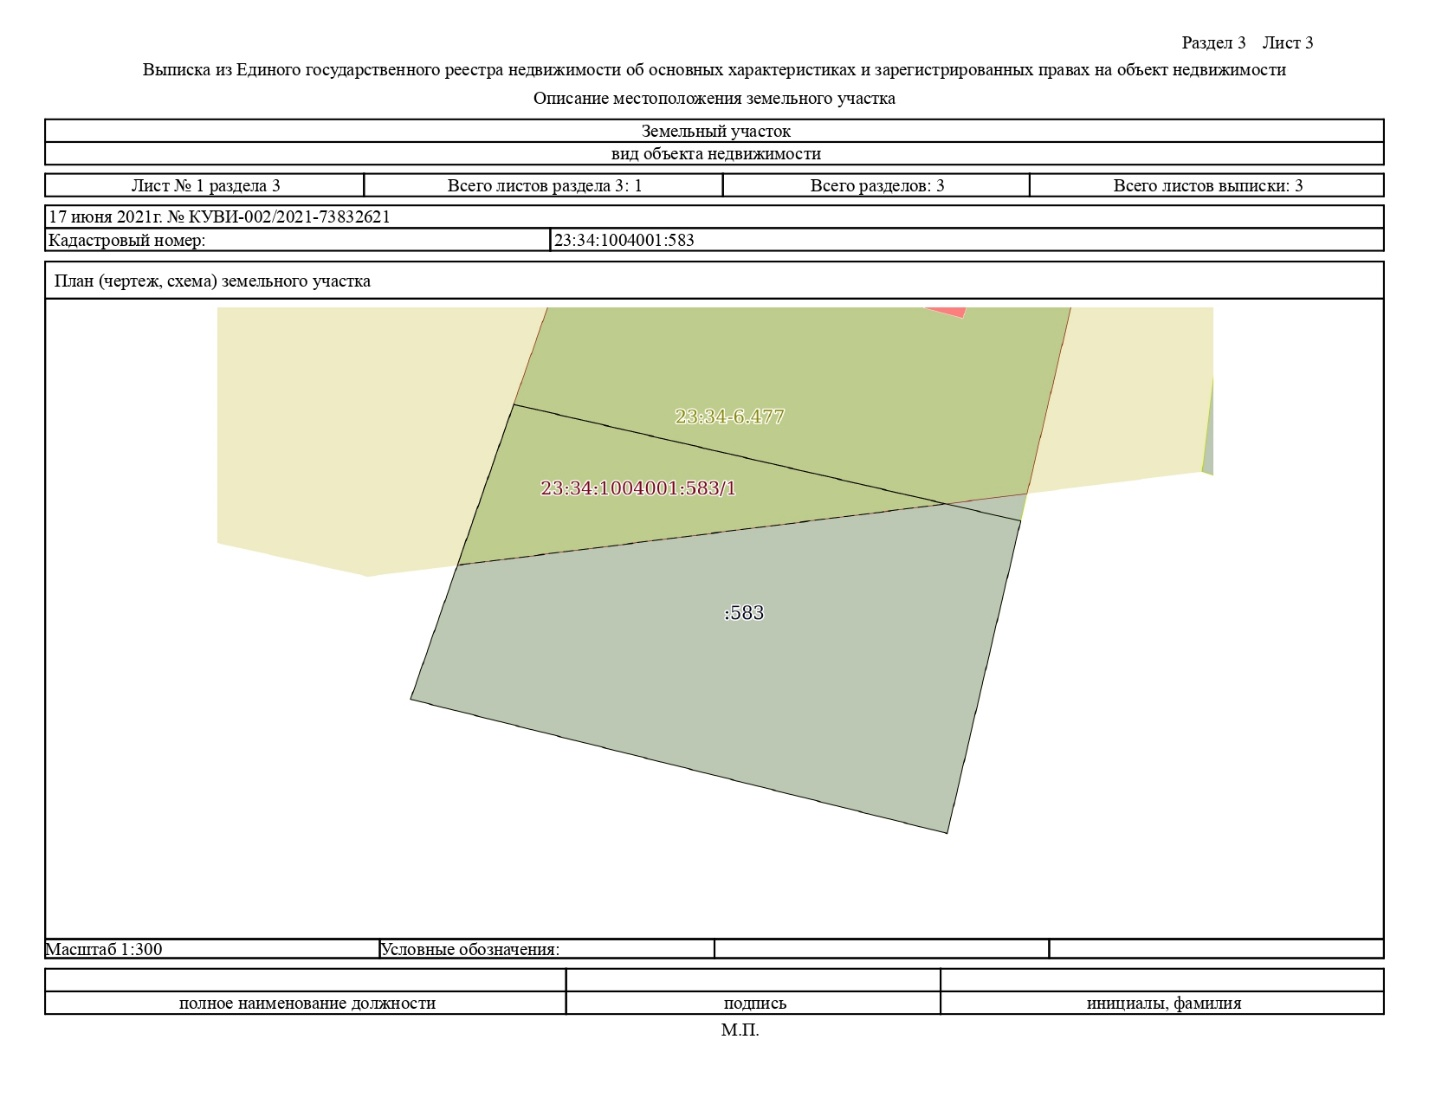 Раздел 3 Лист 3
Выписка из Единого государственного реестра недвижимости об основных характеристиках и зарегистрированных правах на объект недвижимости
Описание местоположения земельного участка
Земельный участок
вид объекта недвижимости
Лист № 1 раздела 3 Всего листов раздела 3: 1 Всего разделов: 3 Всего листов выписки: 3
17 июня 2021г. № КУВИ-002/2021-73832621
Кадастровый номер: 23:34:1004001:583
План (чертеж, схема) земельного участка
23:34-6.477
23:34:1004001:583/1
:583
Масштаб 1:300 Условные обозначения:
полное наименование должности подпись инициалы, фамилия
М.П.